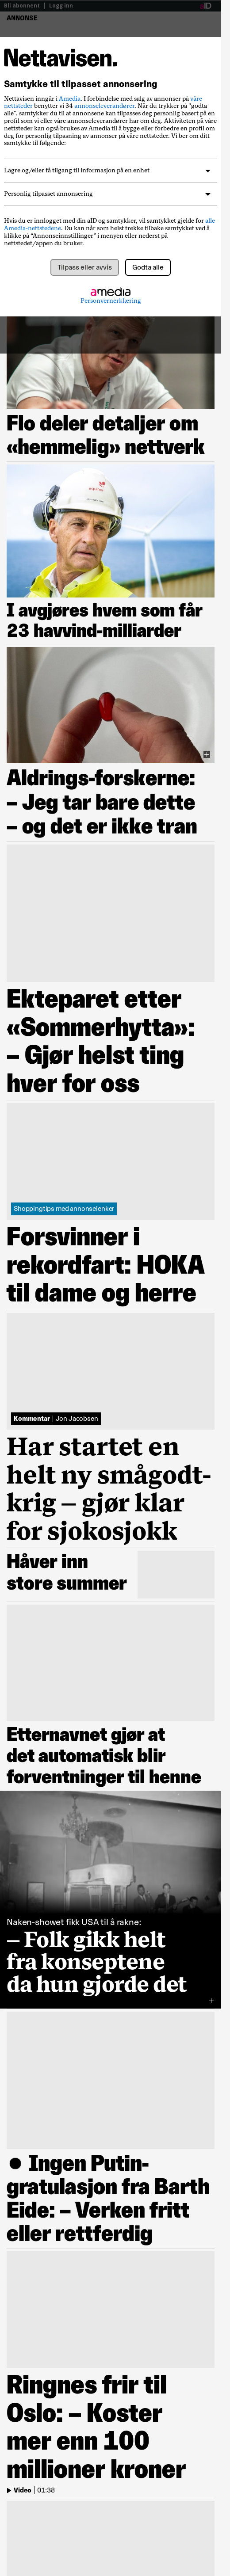 Bli abonnent | Logg inn
aID
ANNONSE
Nettavisen.
Samtykke til tilpasset annonsering
Nettavisen inngår i Amedia. I forbindelse med salg av annonser på våre
nettsteder benytter vi 34 annonseleverandører. Når du trykker på "godta
alle", samtykker du til at annonsene kan tilpasses deg personlig basert på din
profil som vi eller våre annonseleverandører har om deg. Aktiviteten på våre
nettsteder kan også brukes av Amedia til å bygge eller forbedre en profil om
deg for personlig tilpasning av annonser på våre nettsteder. Vi ber om ditt
samtykke til følgende:
Lagre og/eller få tilgang til informasjon på en enhet
Personlig tilpasset annonsering
Hvis du er innlogget med din aID og samtykker, vil samtykket gjelde for alle
Amedia-nettstedene. Du kan når som helst trekke tilbake samtykket ved å
klikke på "Annonseinnstillinger" i menyen eller nederst på
nettstedet/appen du bruker.
Tilpass eller avvis
Godta alle
amedia
Personvernerklæring
Flo deler detaljer om
«hemmelig» nettverk
I avgjøres hvem som får
23 havvind-milliarder
Aldrings-forskerne:
– Jeg tar bare dette
– og det er ikke tran
Ekteparet etter
«Sommerhytta»:
– Gjør helst ting
hver for oss
Shoppingtips med annonselenker
Forsvinner i
rekordfart: HOKA
til dame og herre
Kommentar | Jon Jacobsen
Har startet en
helt ny smågodt-
krig – gjør klar
for sjokosjokk
Håver inn
store summer
Etternavnet gjør at
det automatisk blir
forventninger til henne
Naken-showet fikk USA til å rakne:
– Folk gikk helt
fra konseptene
da hun gjorde det
● Ingen Putin-
gratulasjon fra Barth
Eide: – Verken fritt
eller rettferdig
Ringnes frir til
Oslo: – Koster
mer enn 100
millioner kroner
Video | 01:38